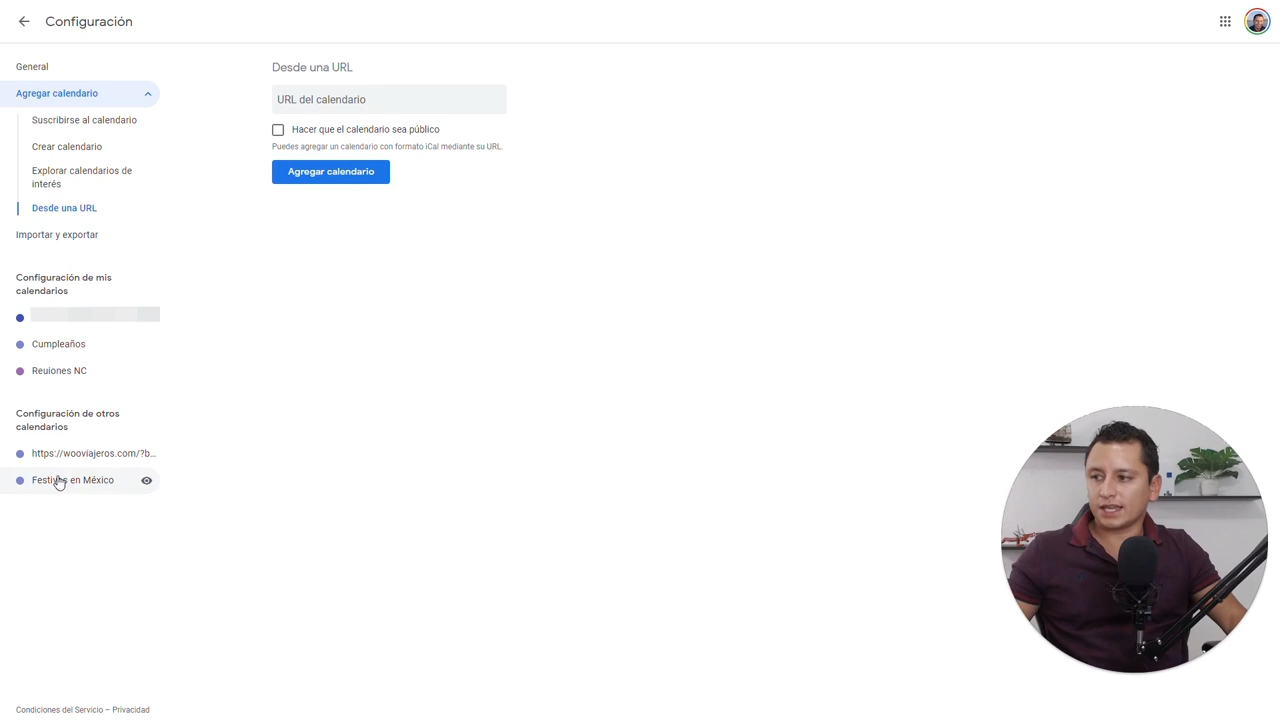 Configuración
General
Agregar calendario
Suscribirse al calendario
Crear calendario
Explorar calendarios de
interés
Desde una URL
Importar y exportar
Configuración de mis
calendarios
Cumpleaños
Reuiones NC
Configuración de otros
calendarios
https://wooviajeros.com/?b...
Festivos en México
Condiciones del Servicio – Privacidad
Desde una URL
URL del calendario
Hacer que el calendario sea público
Puedes agregar un calendario con formato iCal mediante su URL.
Agregar calendario